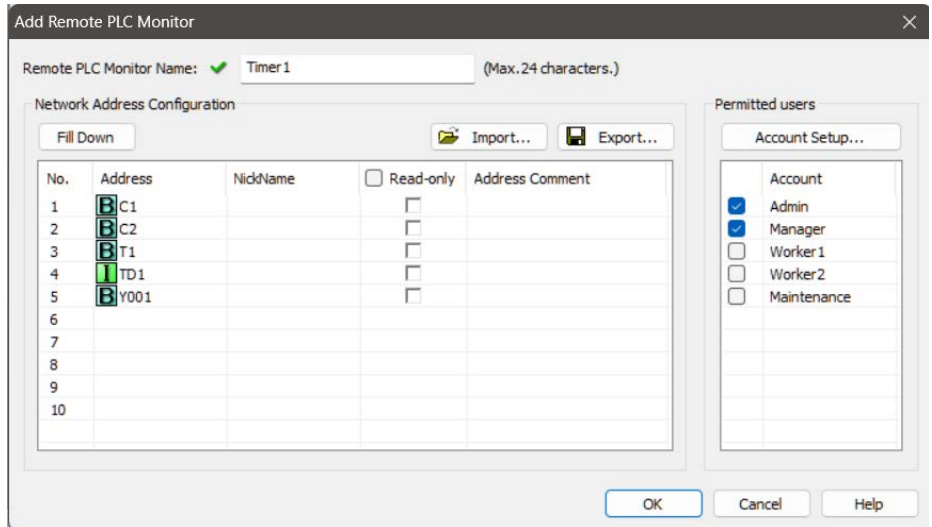 Add Remote PLC Monitor
Remote PLC Monitor Name: Timer1 (Max.24 characters.)
Network Address Configuration
Fill Down Import... Export...
No. Address NickName Read-only Address Comment
1 B C1
2 B C2
3 B T1
4 I TD1
5 B Y001
6
7
8
9
10
Permitted users
Account Setup...
Account
Admin
Manager
Worker1
Worker2
Maintenance
OK Cancel Help